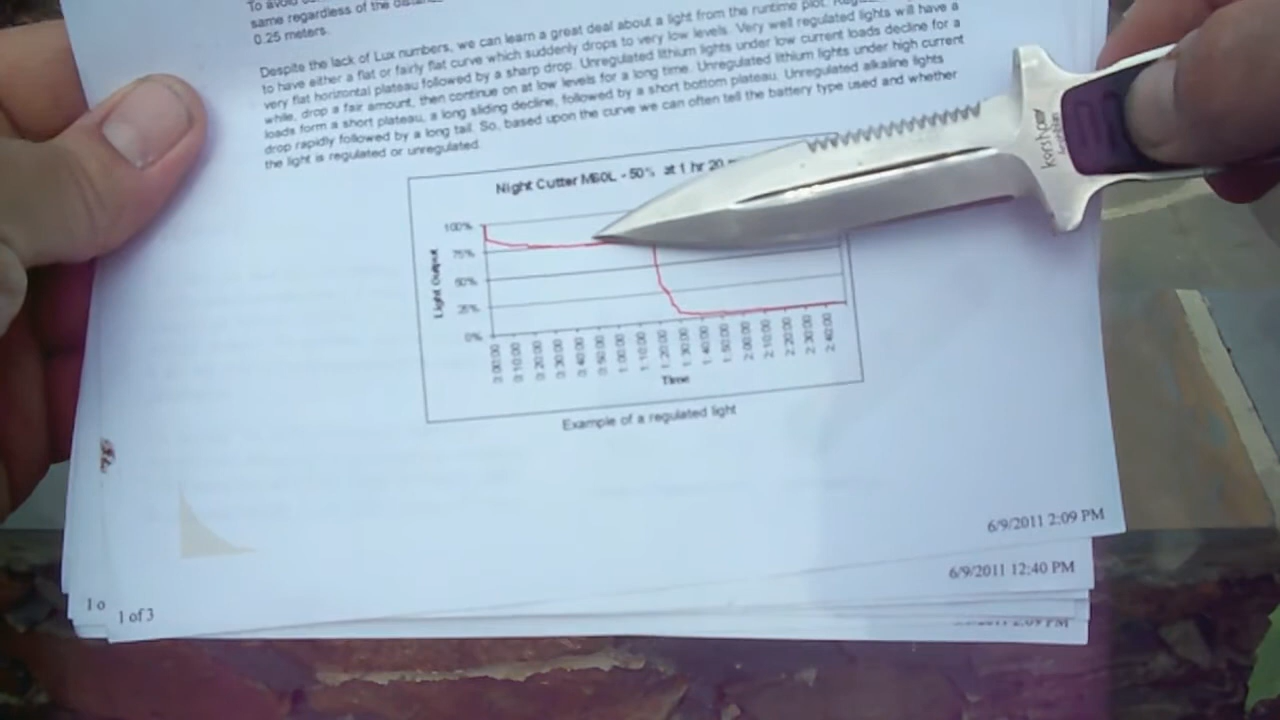 To avoid
same regardless of the distance
0.25 meters.
Despite the lack of Lux numbers, we can learn a great deal about a light from the runtime plot.
to have either a flat or fairly flat curve which suddenly drops to very low levels. Very well regulated lights will have a
very flat horizontal plateau followed by a sharp drop. Unregulated lithium lights under low current loads decline for a
while, drop a fair amount, then continue on at low levels for a long time. Unregulated lithium lights under high current
loads form a short plateau, a long sliding decline, followed by a short bottom plateau. Unregulated alkaline lights
drop rapidly followed by a long tail. So, based upon the curve we can often tell the battery type used and whether
the light is regulated or unregulated.
Night Cutter M60L - 50% at 1 hr 20
100%
75%
50%
25%
0%
Light Output
0:00:00
0:10:00
0:20:00
0:30:00
0:40:00
0:50:00
1:00:00
1:10:00
1:20:00
1:30:00
1:40:00
1:50:00
2:00:00
2:10:00
2:20:00
2:30:00
2:40:00
Time
Example of a regulated light
kershaw
6/9/2011 2:09 PM
6/9/2011 12:40 PM
1 o
1 of 3
2:09 PM